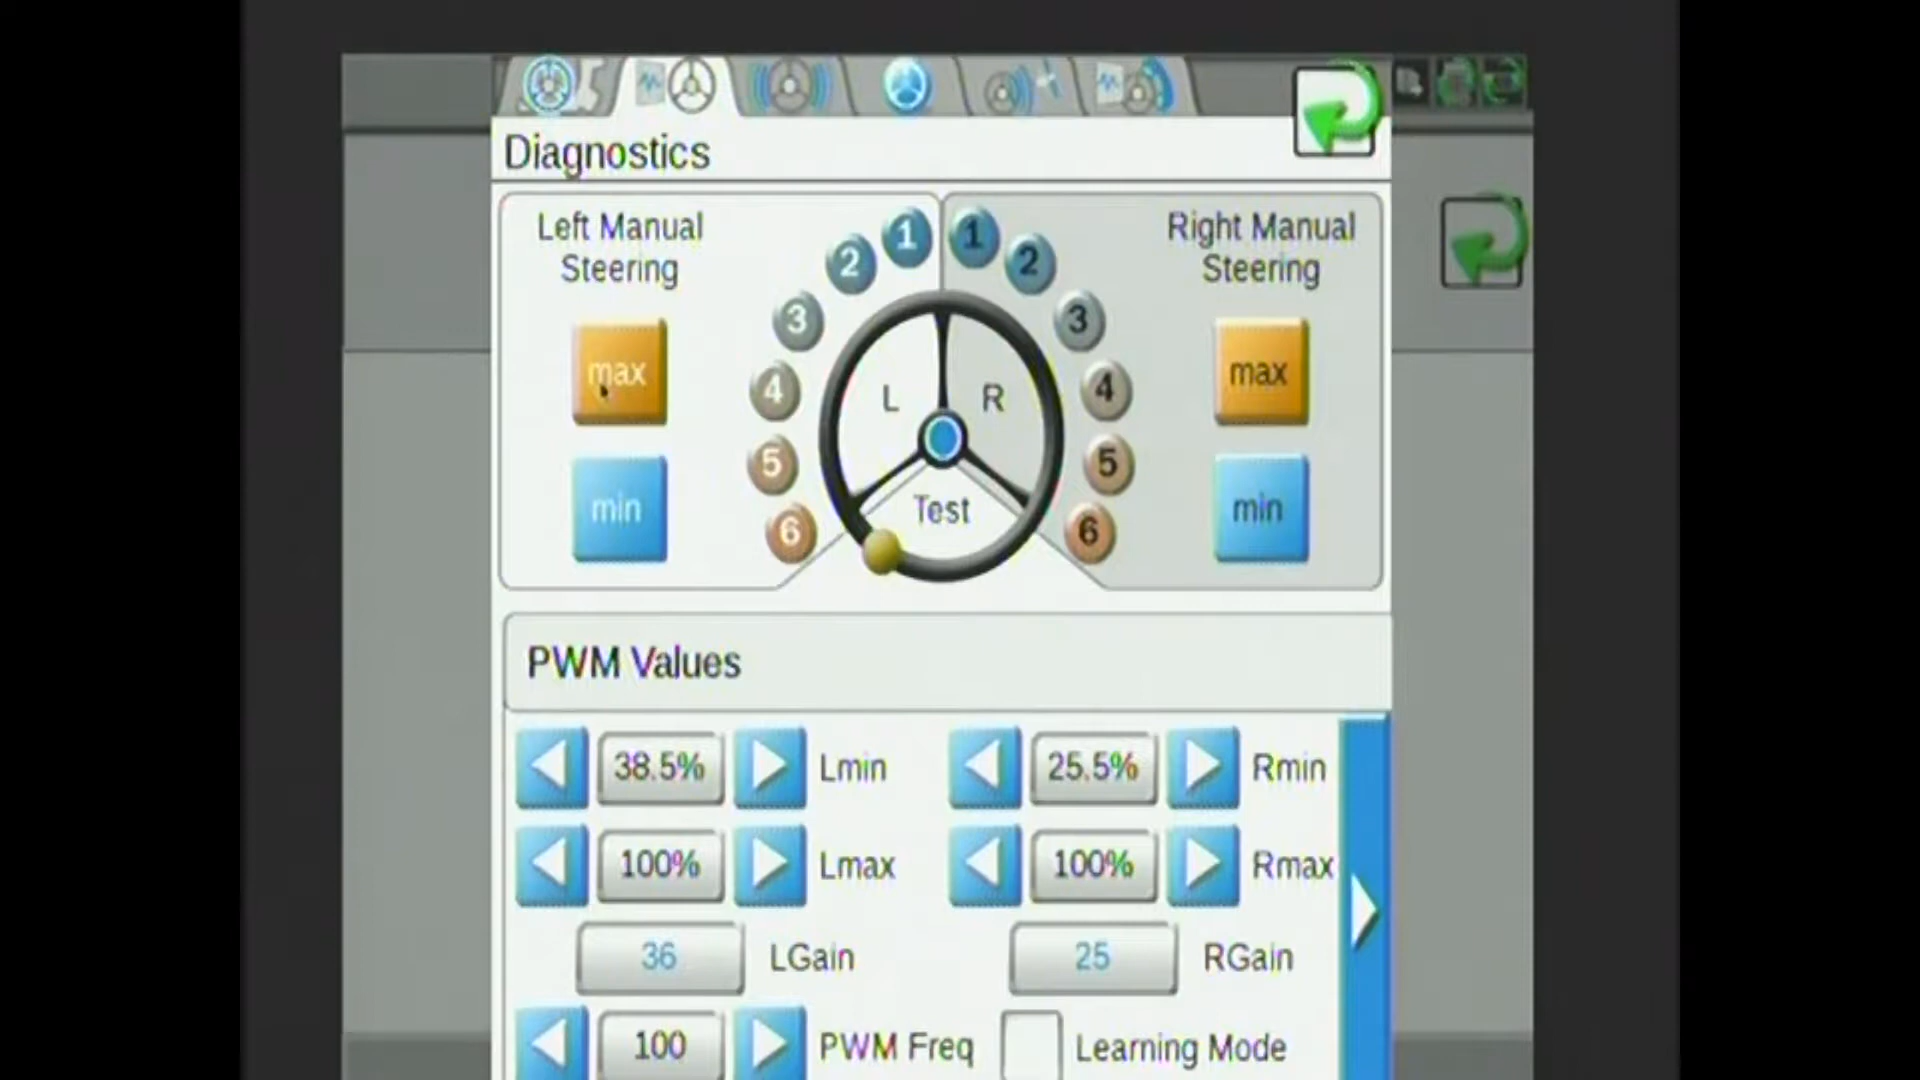 Diagnostics
Left Manual
Steering
Right Manual
Steering
1
1
2
2
3
3
4
4
5
5
6
6
max
max
min
min
L
R
Test
PWM Values
38.5%
Lmin
25.5%
Rmin
100%
Lmax
100%
Rmax
36
LGain
25
RGain
100
PWM Freq
Learning Mode